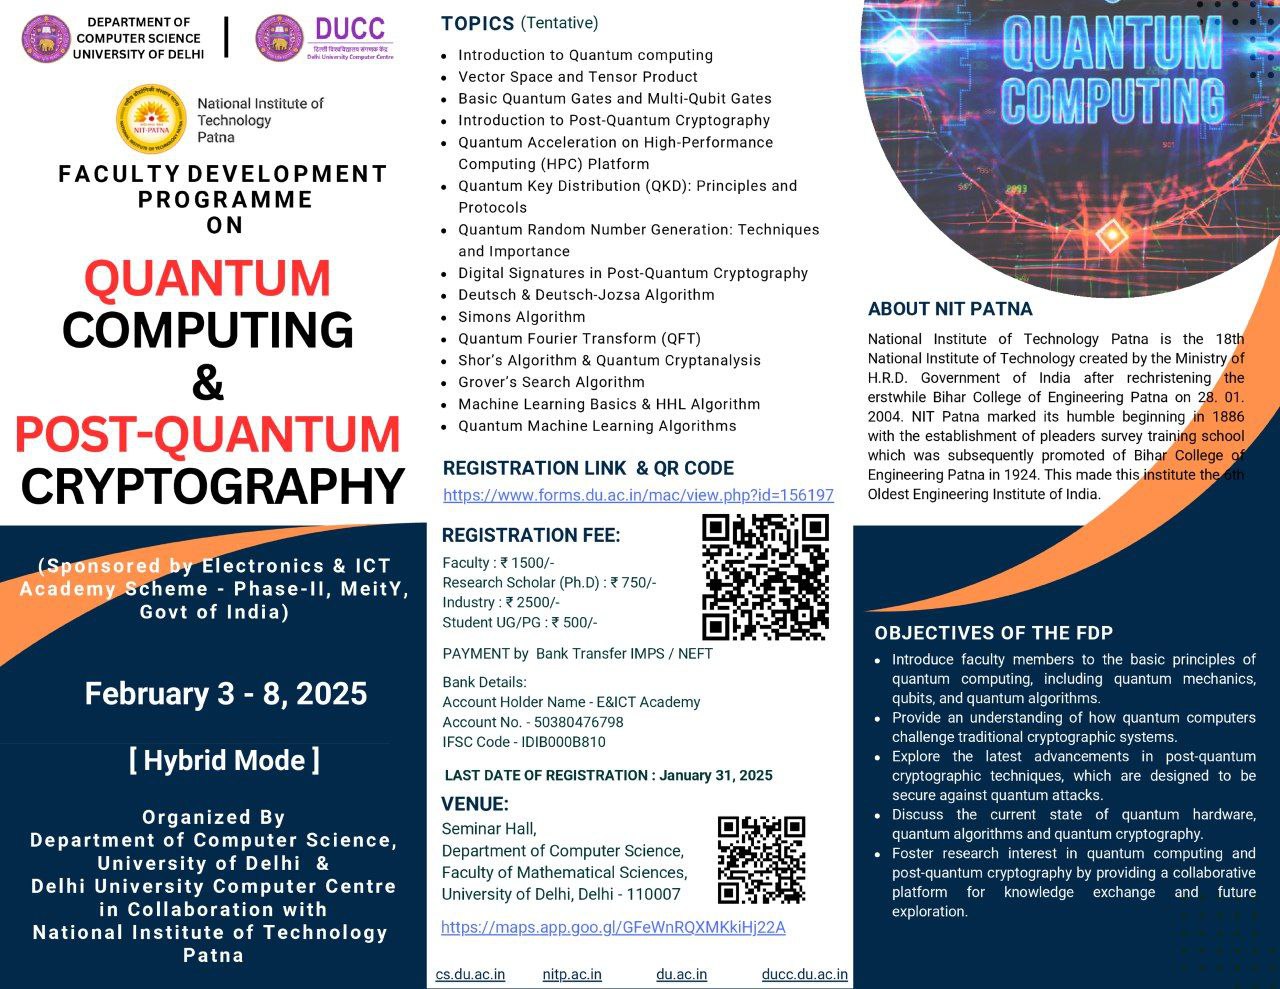 DEPARTMENT OF
COMPUTER SCIENCE
UNIVERSITY OF DELHI
DUCC
दिल्ली विश्वविद्यालय संगणक केंद्र
Delhi University Computer Centre
NIT-PATNA
National Institute of
Technology
Patna
FACULTY DEVELOPMENT
PROGRAMME
ON
QUANTUM
COMPUTING
&
POST-QUANTUM
CRYPTOGRAPHY
(Sponsored by Electronics & ICT
Academy Scheme - Phase-II, MeitY,
Govt of India)
February 3 - 8, 2025
[ Hybrid Mode ]
Organized By
Department of Computer Science,
University of Delhi &
Delhi University Computer Centre
in Collaboration with
National Institute of Technology
Patna
TOPICS (Tentative)
• Introduction to Quantum computing
• Vector Space and Tensor Product
• Basic Quantum Gates and Multi-Qubit Gates
• Introduction to Post-Quantum Cryptography
• Quantum Acceleration on High-Performance
Computing (HPC) Platform
• Quantum Key Distribution (QKD): Principles and
Protocols
• Quantum Random Number Generation: Techniques
and Importance
• Digital Signatures in Post-Quantum Cryptography
• Deutsch & Deutsch-Jozsa Algorithm
• Simons Algorithm
• Quantum Fourier Transform (QFT)
• Shor's Algorithm & Quantum Cryptanalysis
• Grover's Search Algorithm
• Machine Learning Basics & HHL Algorithm
• Quantum Machine Learning Algorithms
REGISTRATION LINK & QR CODE
https://www.forms.du.ac.in/mac/view.php?id=156197
REGISTRATION FEE:
Faculty : ₹ 1500/-
Research Scholar (Ph.D) : ₹ 750/-
Industry : ₹ 2500/-
Student UG/PG : ₹ 500/-
PAYMENT by Bank Transfer IMPS / NEFT
Bank Details:
Account Holder Name - E&ICT Academy
Account No. - 50380476798
IFSC Code - IDIB000B810
LAST DATE OF REGISTRATION : January 31, 2025
VENUE:
Seminar Hall,
Department of Computer Science,
Faculty of Mathematical Sciences,
University of Delhi, Delhi - 110007
https://maps.app.goo.gl/GFeWnRQXMKkiHj22A
cs.du.ac.in nitp.ac.in du.ac.in ducc.du.ac.in
QUANTUM
COMPUTING
ABOUT NIT PATNA
National Institute of Technology Patna is the 18th
National Institute of Technology created by the Ministry of
H.R.D. Government of India after rechristening the
erstwhile Bihar College of Engineering Patna on 28. 01.
2004. NIT Patna marked its humble beginning in 1886
with the establishment of pleaders survey training school
which was subsequently promoted of Bihar College of
Engineering Patna in 1924. This made this institute the 6th
Oldest Engineering Institute of India.
OBJECTIVES OF THE FDP
• Introduce faculty members to the basic principles of
quantum computing, including quantum mechanics,
qubits, and quantum algorithms.
• Provide an understanding of how quantum computers
challenge traditional cryptographic systems.
• Explore the latest advancements in post-quantum
cryptographic techniques, which are designed to be
secure against quantum attacks.
• Discuss the current state of quantum hardware,
quantum algorithms and quantum cryptography.
• Foster research interest in quantum computing and
post-quantum cryptography by providing a collaborative
platform for knowledge exchange and future
exploration.